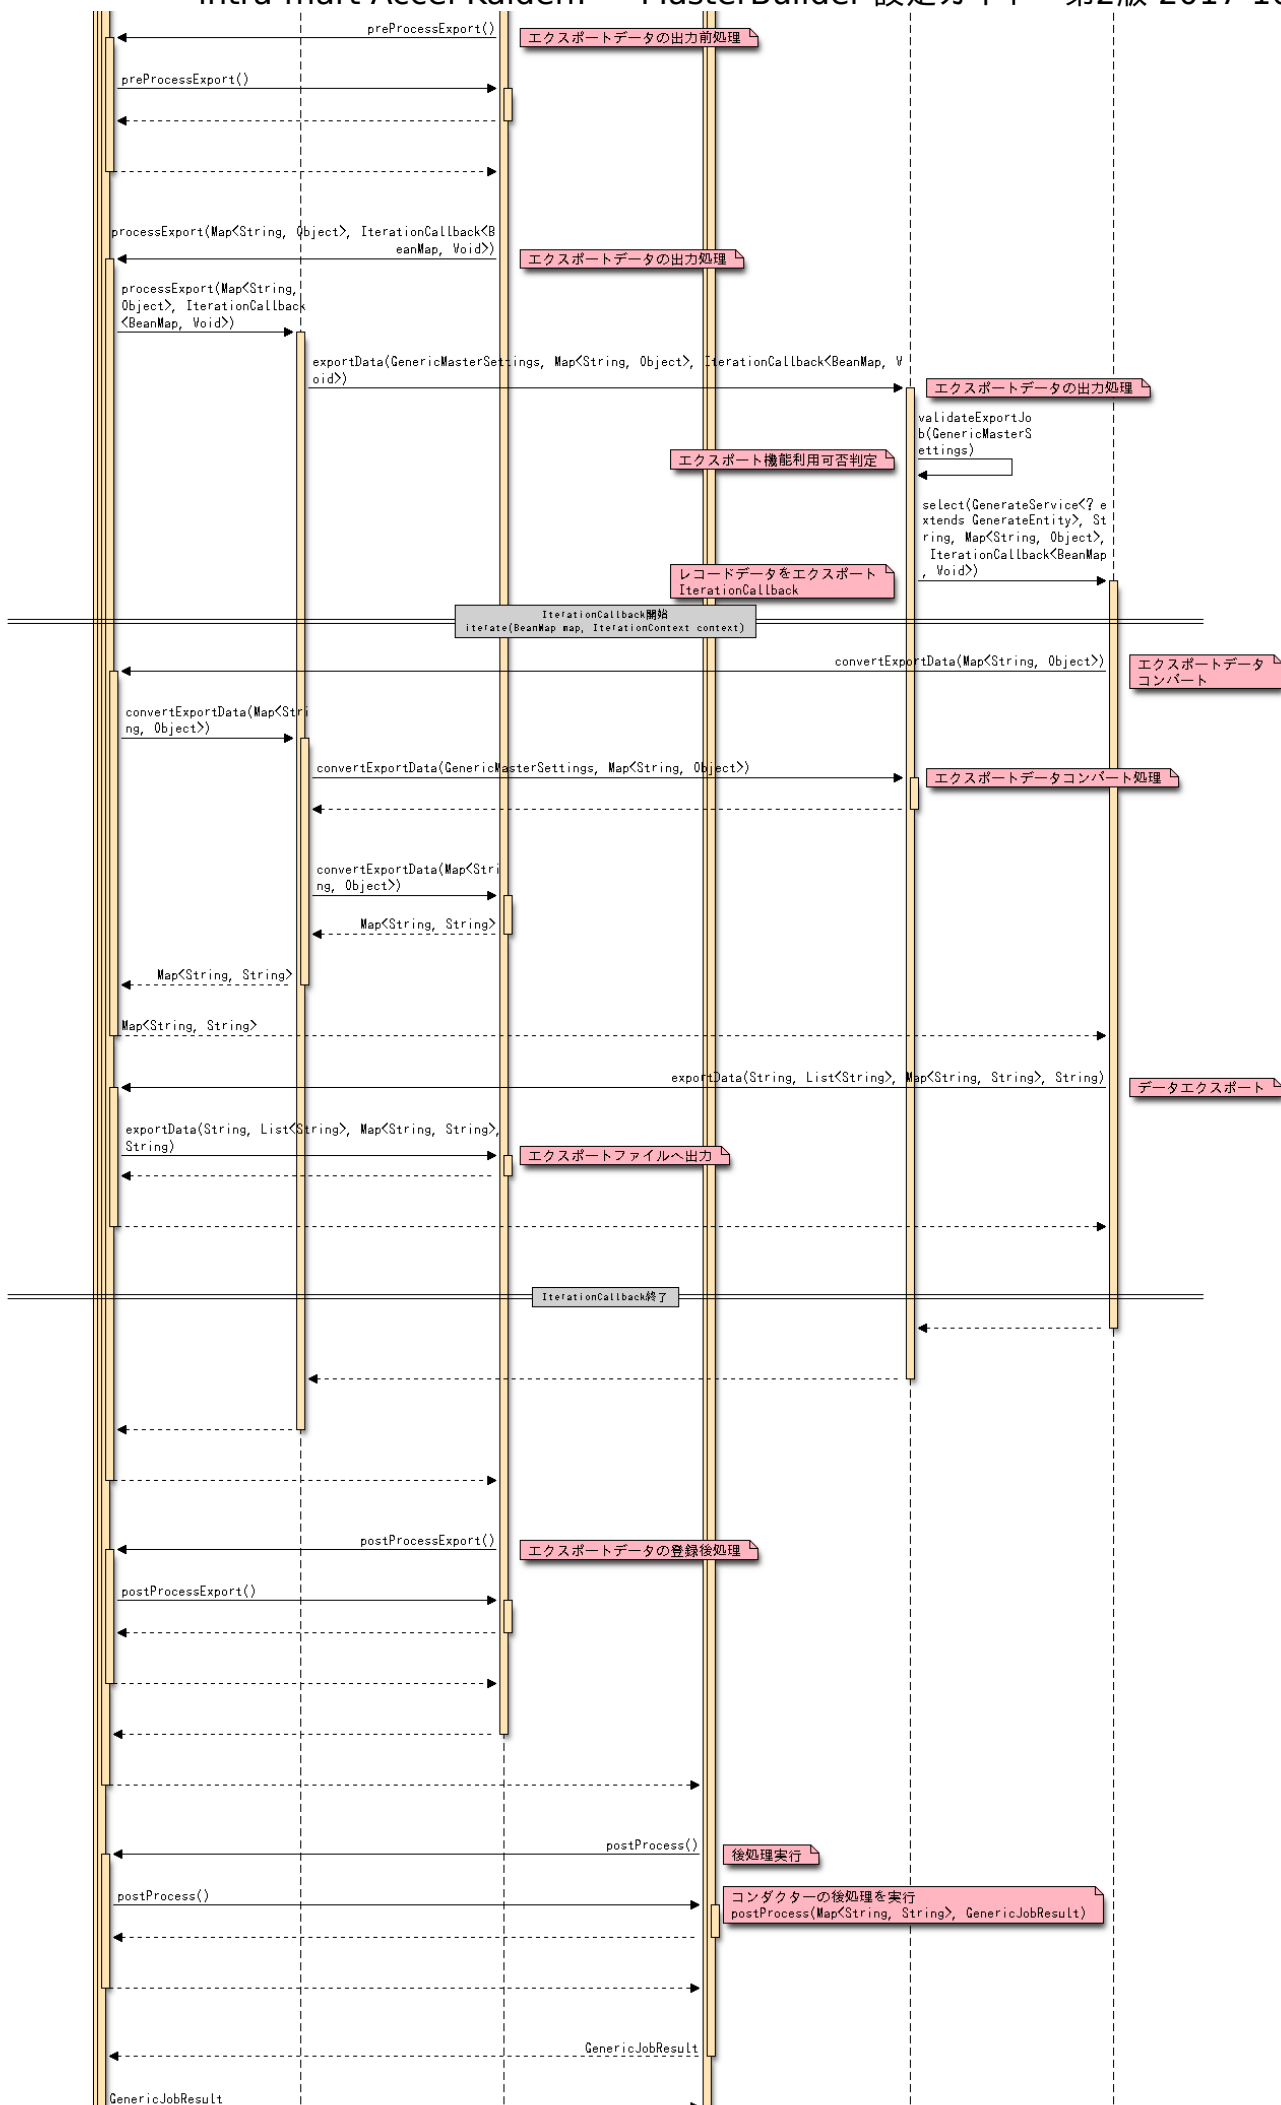 preProcessExport()
エクスポートデータの出力前処理
preProcessExport()
processExport(Map<String, Object>, IterationCallback<B
eanMap, Void>)
エクスポートデータの出力処理
processExport(Map<String,
Object>, IterationCallback
<BeanMap, Void>)
exportData(GenericMasterSettings, Map<String, Object>, IterationCallback<BeanMap, V
oid>)
エクスポートデータの出力処理
validateExportJo
b(GenericMasterS
ettings)
エクスポート機能利用可否判定
select(GenerateService<? e
xtends GenerateEntity>, St
ring, Map<String, Object>,
IterationCallback<BeanMap
, Void>)
レコードデータをエクスポート
IterationCallback
IterationCallback開始
iterate(BeanMap map, IterationContext context)
convertExportData(Map<String, Object>)
エクスポートデータ
コンバート
convertExportData(Map<Stri
ng, Object>)
convertExportData(GenericMasterSettings, Map<String, Object>)
エクスポートデータコンバート処理
convertExportData(Map<Stri
ng, Object>)
Map<String, String>
Map<String, String>
Map<String, String>
exportData(String, List<String>, Map<String, String>, String)
データエクスポート
exportData(String, List<String>, Map<String, String>,
String)
エクスポートファイルへ出力
IterationCallback終了
postProcessExport()
エクスポートデータの登録後処理
postProcessExport()
postProcess()
後処理実行
postProcess()
コンダクターの後処理を実行
postProcess(Map<String, String>, GenericJobResult)
GenericJobResult
GenericJobResult